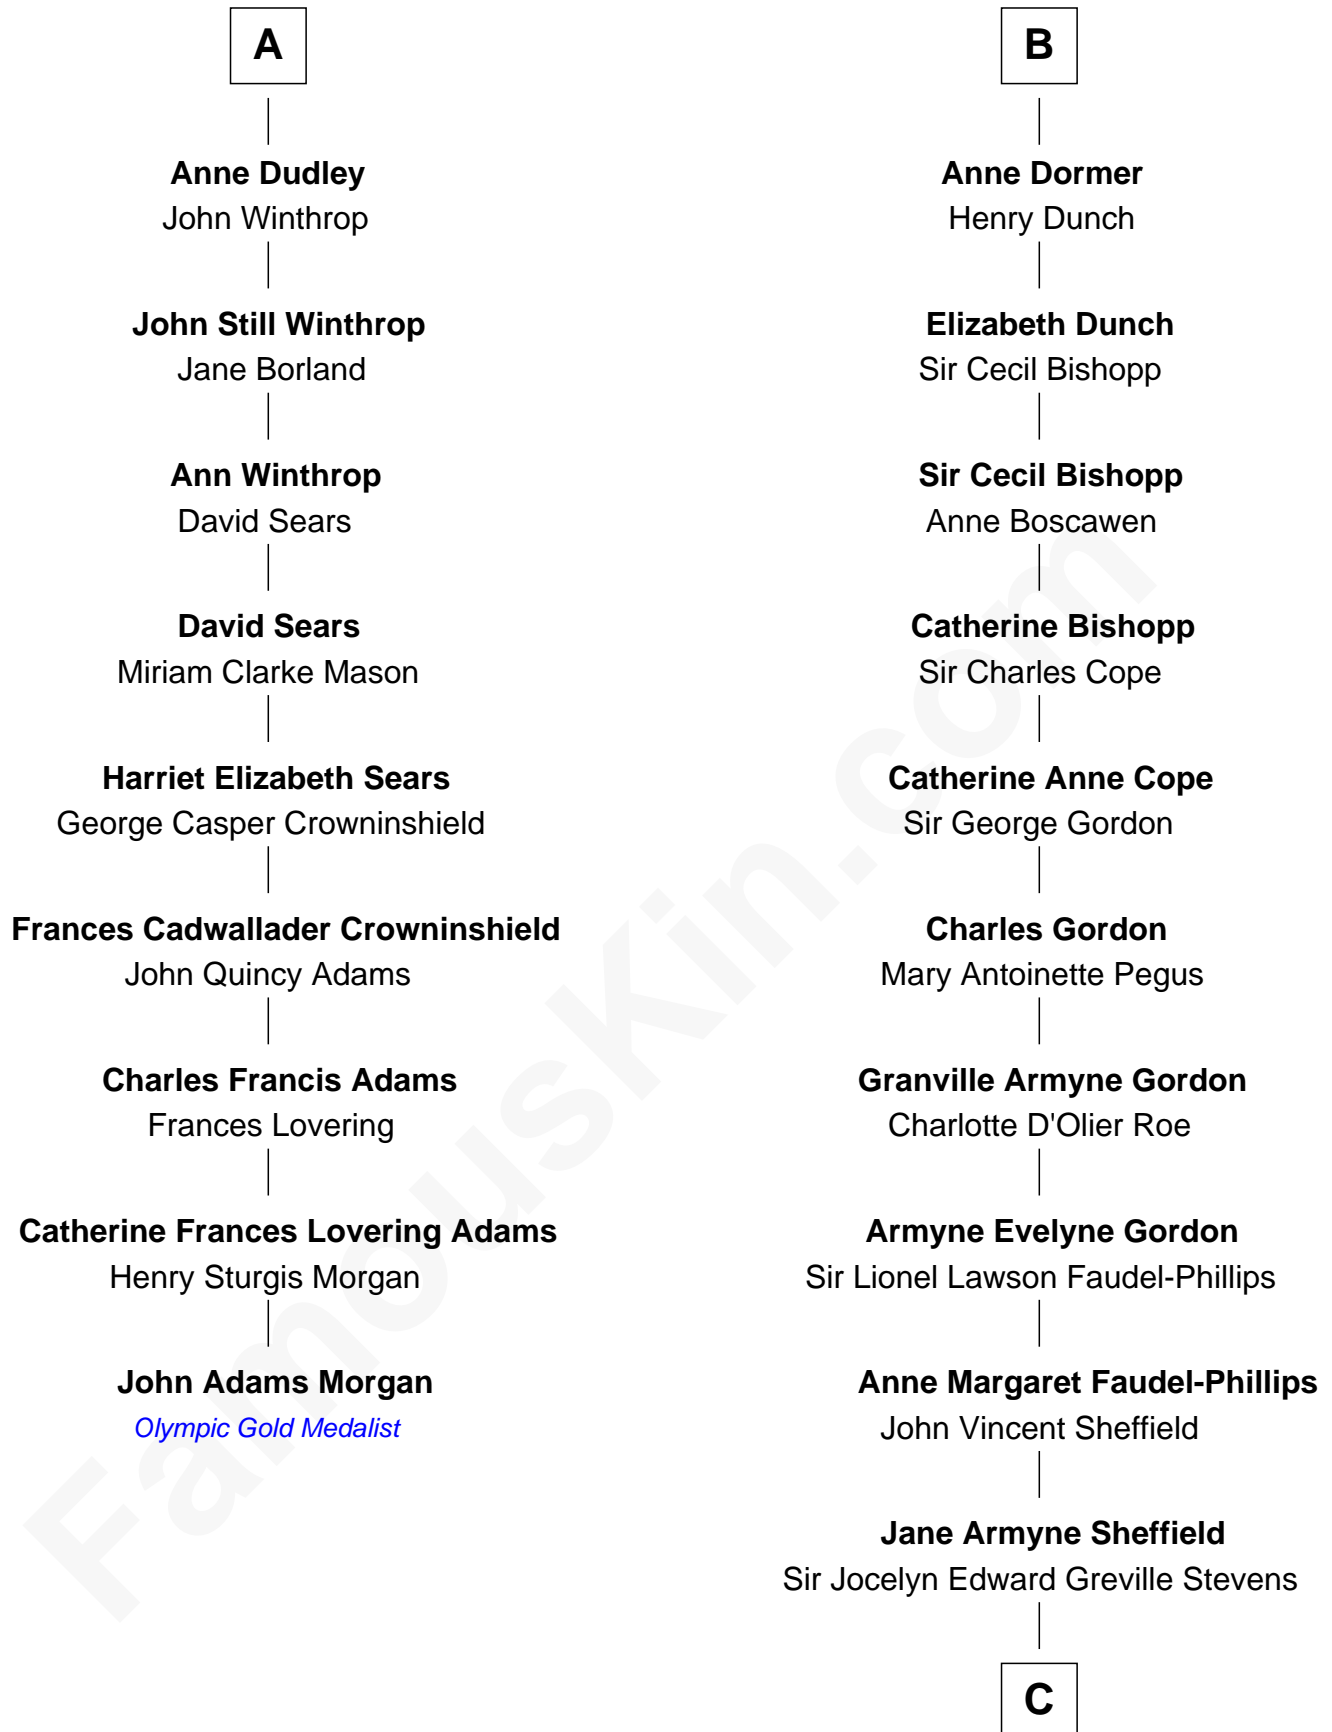 A
Anne Dudley
John Winthrop
John Still Winthrop
Jane Borland
Ann Winthrop
David Sears
David Sears
Miriam Clarke Mason
Harriet Elizabeth Sears
George Casper Crowninshield
Frances Cadwallader Crowninshield
John Quincy Adams
Charles Francis Adams
Frances Lovering
Catherine Frances Lovering Adams
Henry Sturgis Morgan
John Adams Morgan
Olympic Gold Medalist
B
Anne Dormer
Henry Dunch
Elizabeth Dunch
Sir Cecil Bishopp
Sir Cecil Bishopp
Anne Boscawen
Catherine Bishopp
Sir Charles Cope
Catherine Anne Cope
Sir George Gordon
Charles Gordon
Mary Antoinette Pegus
Granville Armyne Gordon
Charlotte D'Olier Roe
Armyne Evelyne Gordon
Sir Lionel Lawson Faudel-Phillips
Anne Margaret Faudel-Phillips
John Vincent Sheffield
Jane Armyne Sheffield
Sir Jocelyn Edward Greville Stevens
C
FamousKin.com